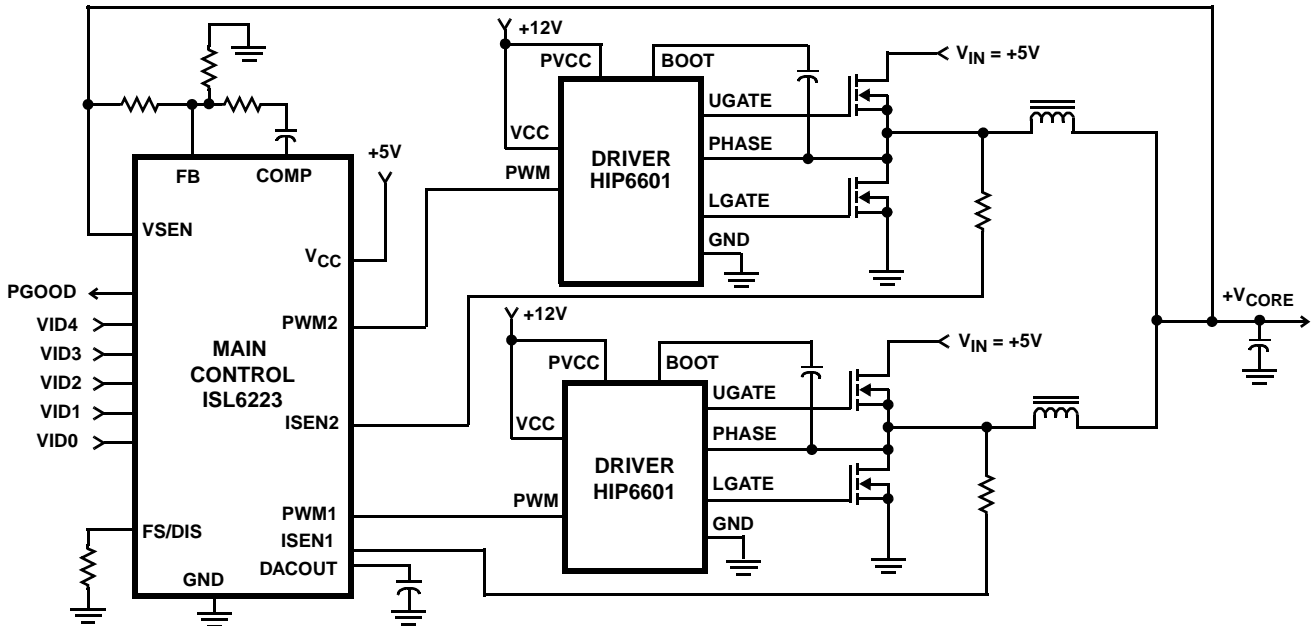 +12V
PVCC
BOOT
V_IN = +5V
UGATE
VCC
DRIVER
HIP6601
PHASE
+5V
FB
COMP
PWM
LGATE
VSEN
GND
V_CC
PGOOD
+V_CORE
VID4
PWM2
+12V
V_IN = +5V
VID3
MAIN
CONTROL
ISL6223
PVCC
BOOT
VID2
UGATE
VID1
ISEN2
VCC
PHASE
VID0
DRIVER
HIP6601
LGATE
PWM
PWM1
GND
FS/DIS
ISEN1
DACOUT
GND